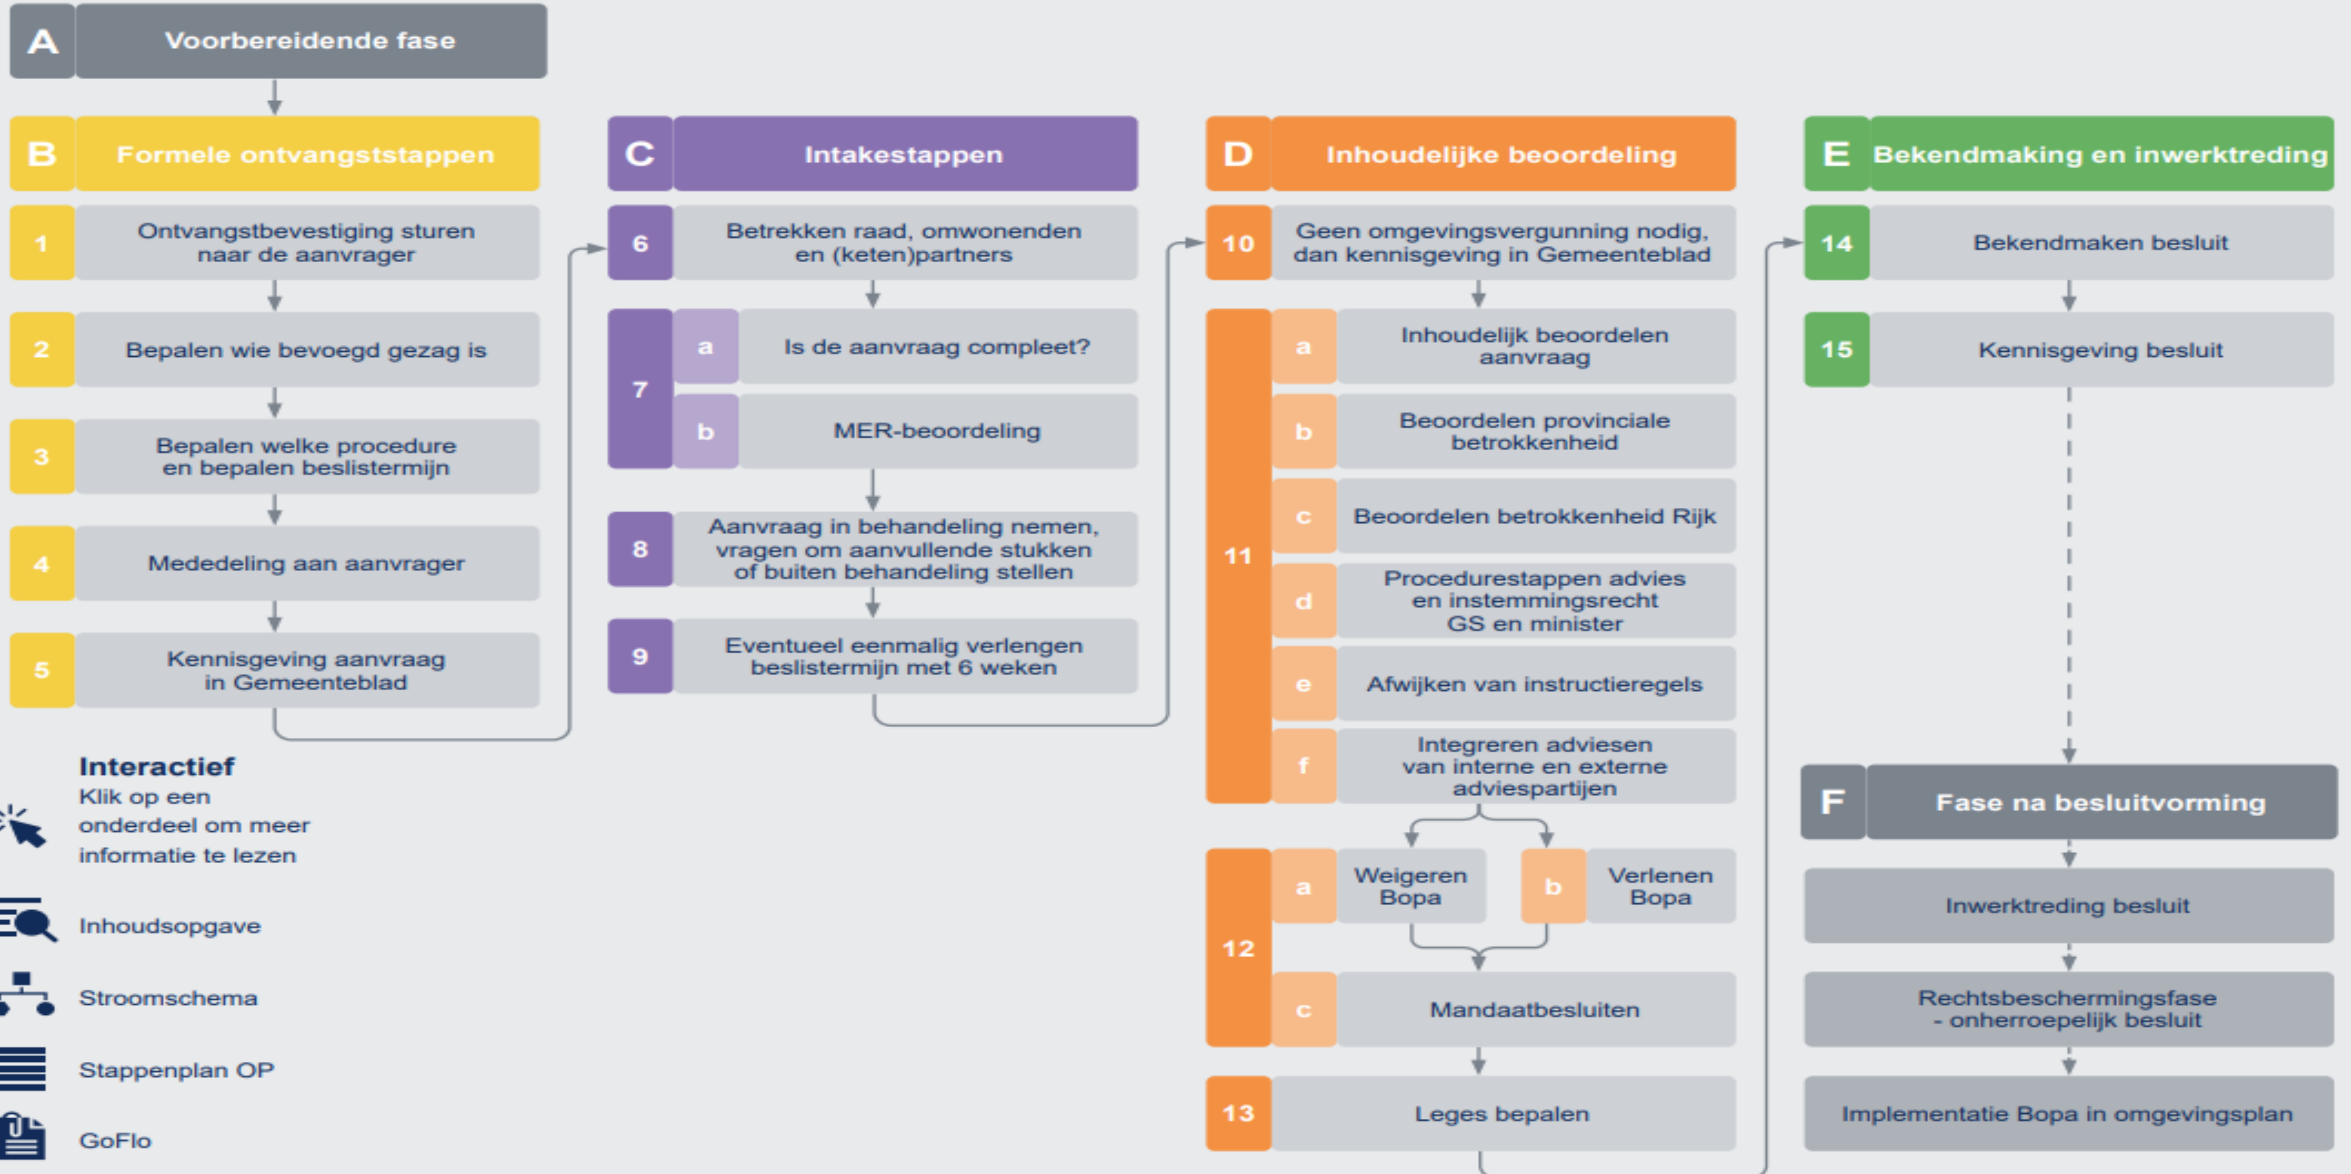 A Voorbereidende fase
B Formele ontvangststappen
1 Ontvangstbevestiging sturen
naar de aanvrager
2 Bepalen wie bevoegd gezag is
3 Bepalen welke procedure
en bepalen beslistermijn
4 Mededeling aan aanvrager
5 Kennisgeving aanvraag
in Gemeenteblad
Interactief
Klik op een
onderdeel om meer
informatie te lezen
Inhoudsopgave
Stroomschema
Stappenplan OP
GoFlo
C Intakestappen
6 Betrekken raad, omwonenden
en (keten)partners
7
a Is de aanvraag compleet?
b MER-beoordeling
8 Aanvraag in behandeling nemen,
vragen om aanvullende stukken
of buiten behandeling stellen
9 Eventueel eenmalig verlengen
beslistermijn met 6 weken
D Inhoudelijke beoordeling
10 Geen omgevingsvergunning nodig,
dan kennisgeving in Gemeenteblad
11
a Inhoudelijk beoordelen
aanvraag
b Beoordelen provinciale
betrokkenheid
c Beoordelen betrokkenheid Rijk
d Procedurestappen advies
en instemmingsrecht
GS en minister
e Afwijken van instructieregels
f Integreren adviesen
van interne en externe
adviespartijen
12
a Weigeren
Bopa
b Verlenen
Bopa
c Mandaatbesluiten
13 Leges bepalen
E Bekendmaking en inwerktreding
14 Bekendmaken besluit
15 Kennisgeving besluit
F Fase na besluitvorming
Inwerktreding besluit
Rechtsbeschermingsfase
- onherroepelijk besluit
Implementatie Bopa in omgevingsplan